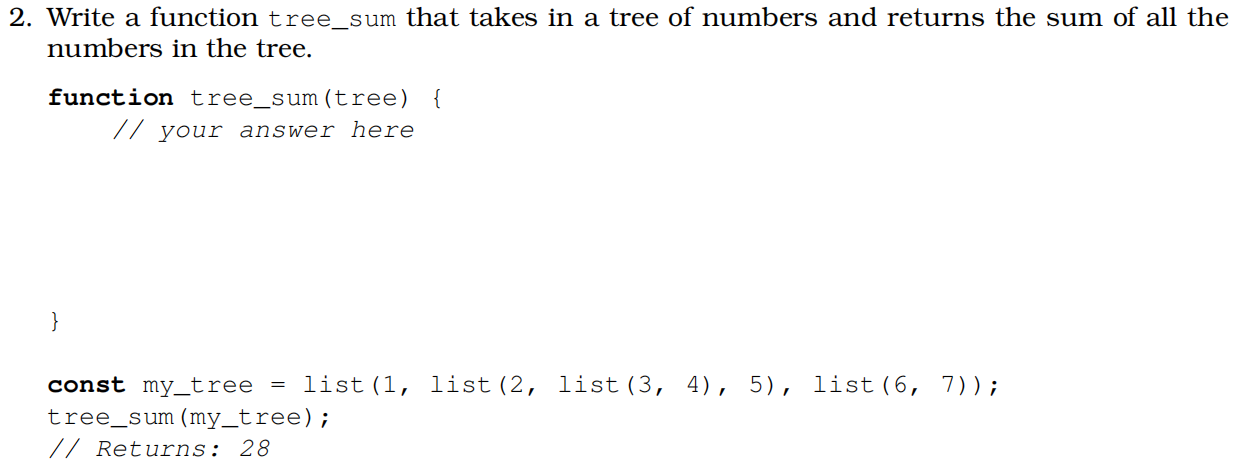 2. Write a function tree_sum that takes in a tree of numbers and returns the sum of all the
numbers in the tree.
function tree_sum(tree) {
// your answer here
}
const my_tree = list(1, list(2, list(3, 4), 5), list(6, 7));
tree_sum(my_tree);
// Returns: 28